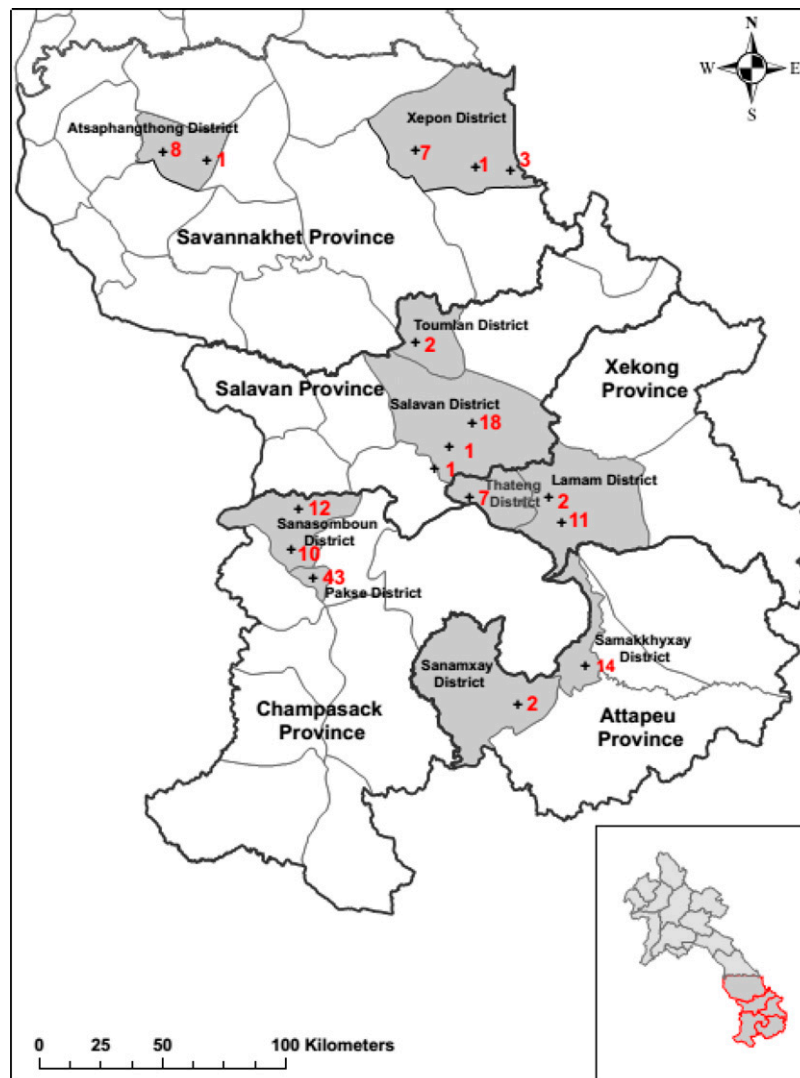 N
W E
S
Atsaphangthong District
8 1
Xepon District
7 1 3
Savannakhet Province
Toumlan District
2
Xekong
Province
Salavan Province
Salavan District
18
1
1
Thateng
District
7
Lamam District
2
11
12
Sanasomboun
District
10
43
Pakse District
Samakkhyxay
District
14
Sanamxay
District
2
Champasack
Province
Attapeu
Province
0 25 50 100 Kilometers